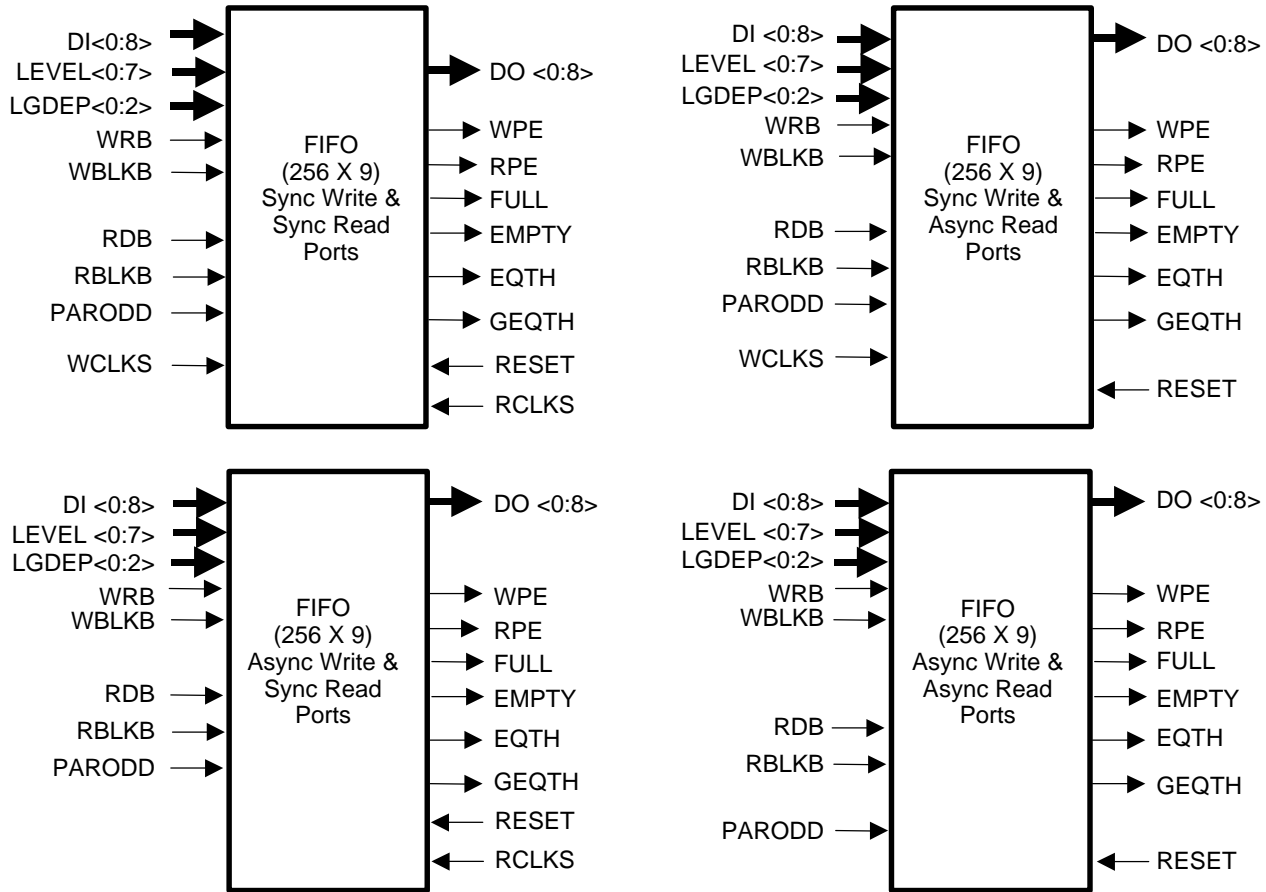 DI<0:8>
LEVEL<0:7>
LGDEP<0:2>
WRB
WBLKB
RDB
RBLKB
PARODD
WCLKS
FIFO
(256 X 9)
Sync Write &
Sync Read
Ports
DO <0:8>
WPE
RPE
FULL
EMPTY
EQTH
GEQTH
RESET
RCLKS
DI <0:8>
LEVEL <0:7>
LGDEP<0:2>
WRB
WBLKB
RDB
RBLKB
PARODD
WCLKS
FIFO
(256 X 9)
Sync Write &
Async Read
Ports
DO <0:8>
WPE
RPE
FULL
EMPTY
EQTH
GEQTH
RESET
DI <0:8>
LEVEL <0:7>
LGDEP<0:2>
WRB
WBLKB
RDB
RBLKB
PARODD
FIFO
(256 X 9)
Async Write &
Sync Read
Ports
DO <0:8>
WPE
RPE
FULL
EMPTY
EQTH
GEQTH
RESET
RCLKS
DI <0:8>
LEVEL <0:7>
LGDEP<0:2>
WRB
WBLKB
RDB
RBLKB
PARODD
FIFO
(256 X 9)
Async Write &
Async Read
Ports
DO <0:8>
WPE
RPE
FULL
EMPTY
EQTH
GEQTH
RESET